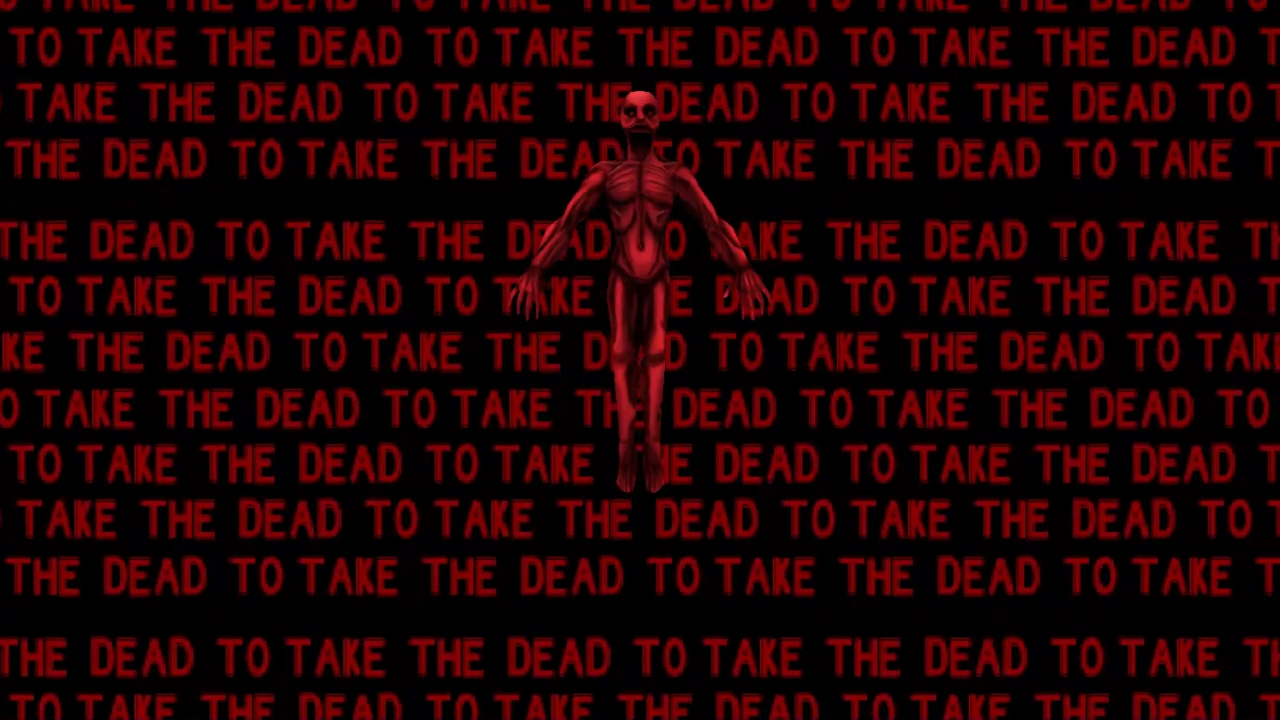 TAKE THE DEAD TO TAKE THE DEAD TO TAKE THE DEAD TO
TO TAKE THE DEAD TO TAKE THE DEAD TO TAKE THE DEAD
TAKE THE DEAD TO TAKE THE DEAD TO TAKE THE DEAD TO
THE DEAD TO TAKE THE DEAD TO TAKE THE DEAD TO TAKE
THE DEAD TO TAKE THE DEAD TO TAKE THE DEAD TO TAKE
TO TAKE THE DEAD TO TAKE THE DEAD TO TAKE THE DEAD
KE THE DEAD TO TAKE THE DEAD TO TAKE THE DEAD TO TAKE
O TAKE THE DEAD TO TAKE THE DEAD TO TAKE THE DEAD TO
TO TAKE THE DEAD TO TAKE THE DEAD TO TAKE THE DEAD
TAKE THE DEAD TO TAKE THE DEAD TO TAKE THE DEAD TO
THE DEAD TO TAKE THE DEAD TO TAKE THE DEAD TO TAKE
THE DEAD TO TAKE THE DEAD TO TAKE THE DEAD TO TAKE
TO TAKE THE DEAD TO TAKE THE DEAD TO TAKE THE DEAD